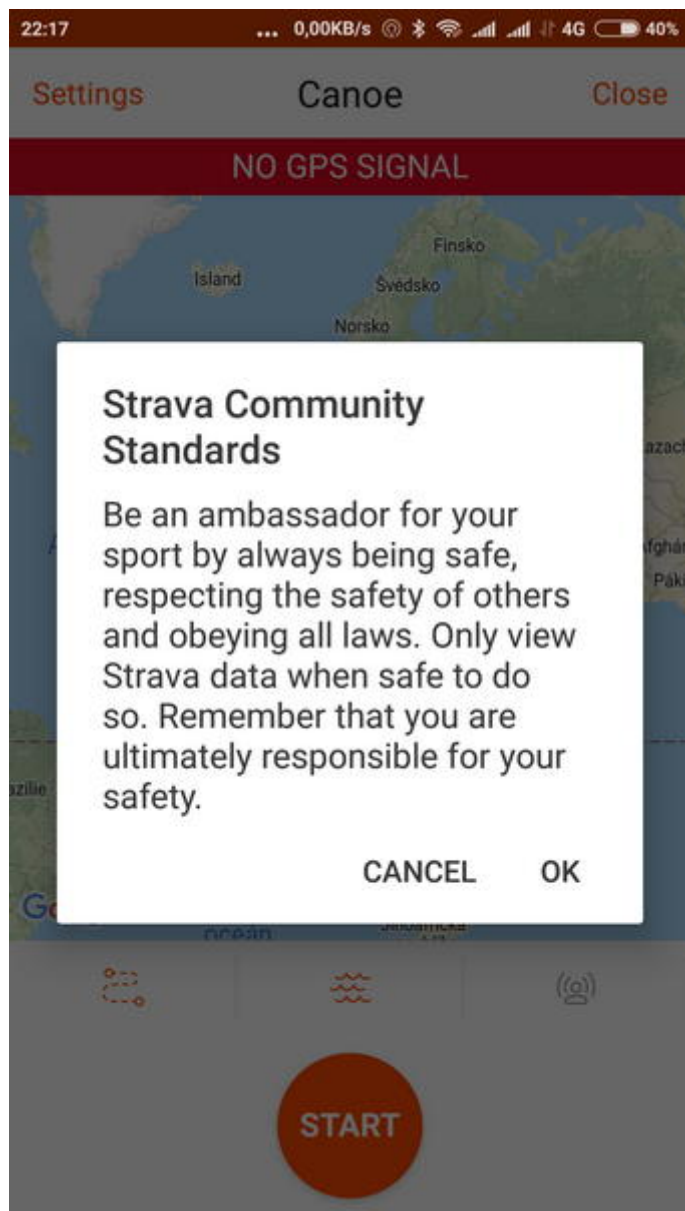 22:17 ... 0,00KB/s 4G 40%
Settings Canoe Close
NO GPS SIGNAL
Finsko
Island
Švédsko
Norsko
Strava Community
Standards
Be an ambassador for your
sport by always being safe,
respecting the safety of others
and obeying all laws. Only view
Strava data when safe to do
so. Remember that you are
ultimately responsible for your
safety.
CANCEL OK
oceán
START